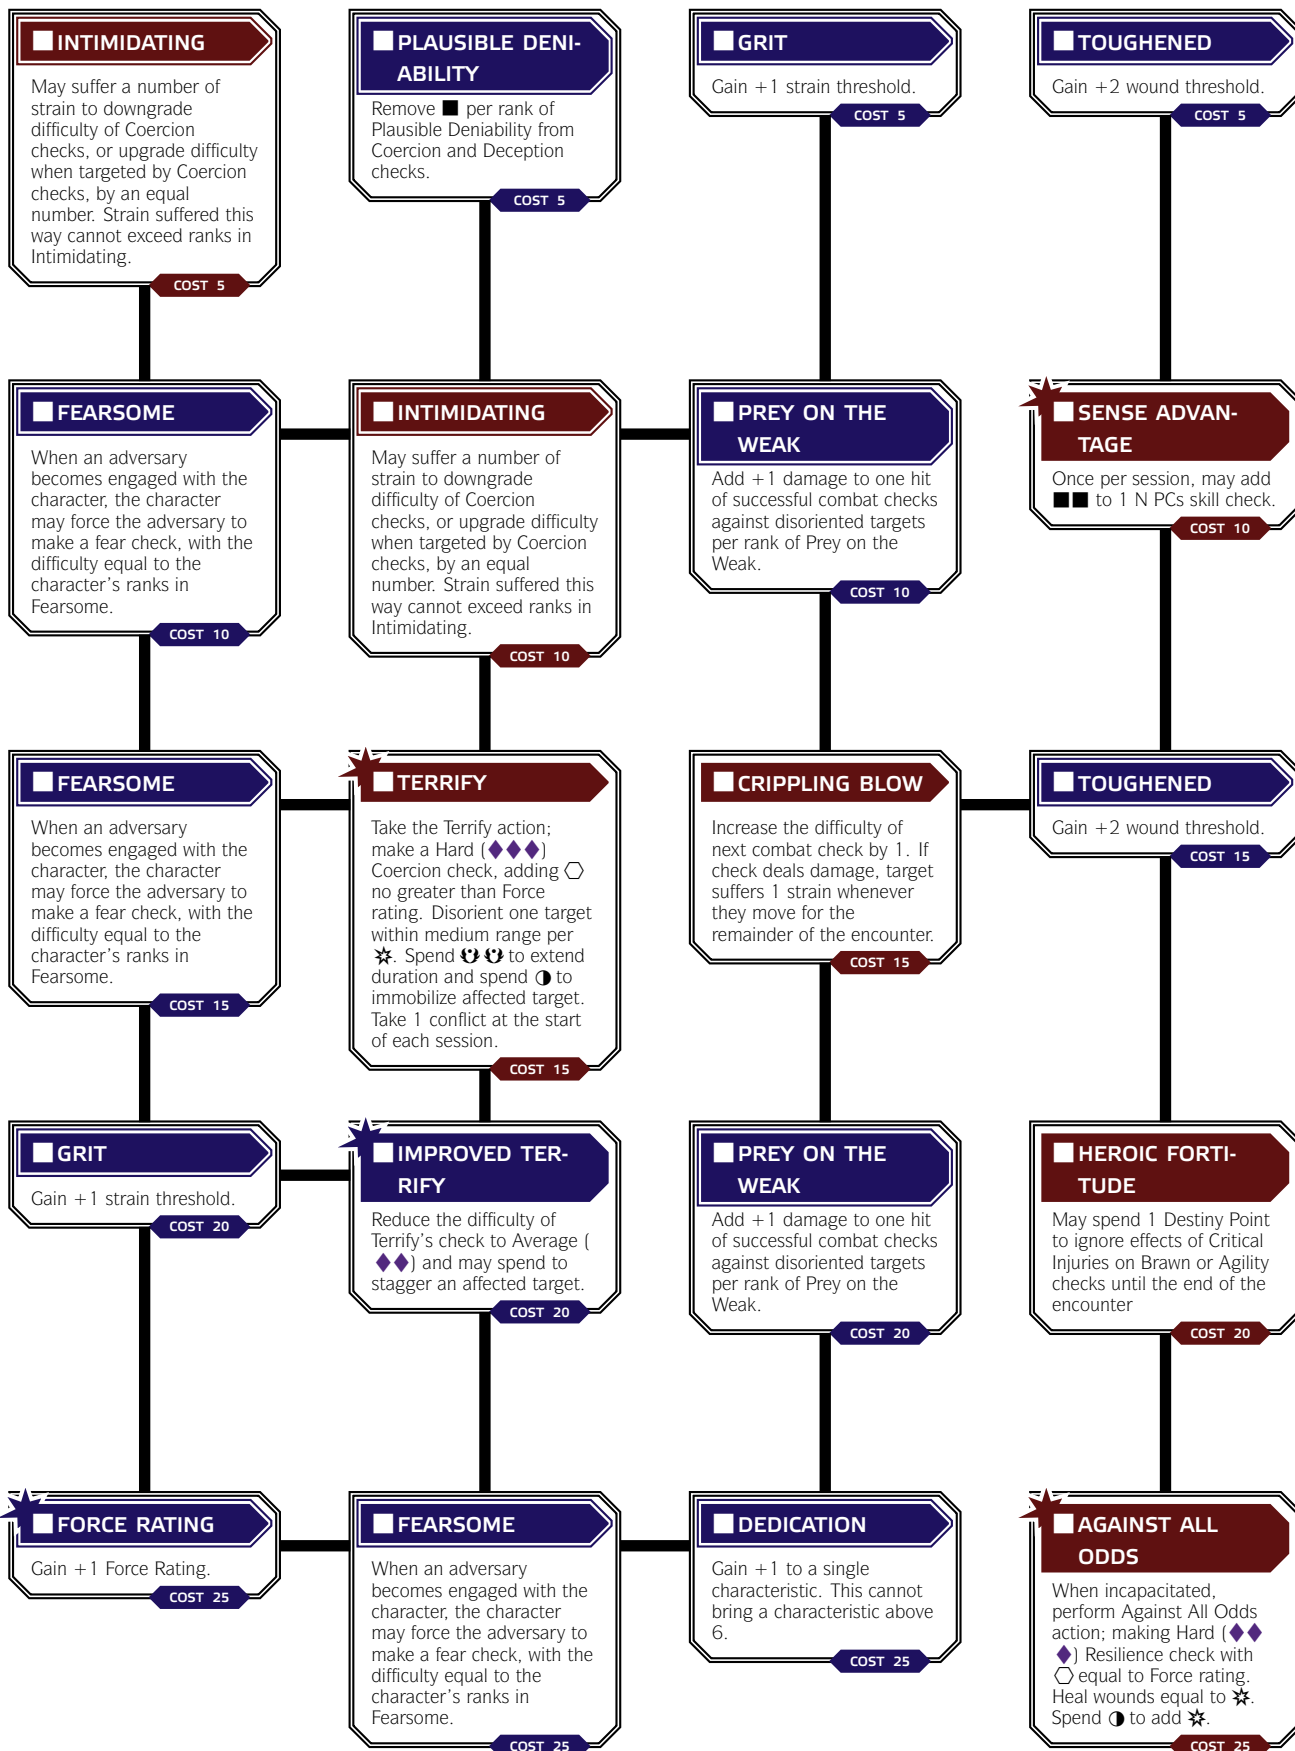 INTIMIDATING
May suffer a number of
strain to downgrade
difficulty of Coercion
checks, or upgrade difficulty
when targeted by Coercion
checks, by an equal
number. Strain suffered this
way cannot exceed ranks in
Intimidating.
COST 5
PLAUSIBLE DENI-
ABILITY
Remove ■ per rank of
Plausible Deniability from
Coercion and Deception
checks.
COST 5
GRIT
Gain +1 strain threshold.
COST 5
TOUGHENED
Gain +2 wound threshold.
COST 5
FEARSOME
When an adversary
becomes engaged with the
character, the character
may force the adversary to
make a fear check, with the
difficulty equal to the
character's ranks in
Fearsome.
COST 10
INTIMIDATING
May suffer a number of
strain to downgrade
difficulty of Coercion
checks, or upgrade difficulty
when targeted by Coercion
checks, by an equal
number. Strain suffered this
way cannot exceed ranks in
Intimidating.
COST 10
PREY ON THE
WEAK
Add +1 damage to one hit
of successful combat checks
against disoriented targets
per rank of Prey on the
Weak.
COST 10
SENSE ADVAN-
TAGE
Once per session, may add
■■ to 1 N PCs skill check.
COST 10
FEARSOME
When an adversary
becomes engaged with the
character, the character
may force the adversary to
make a fear check, with the
difficulty equal to the
character's ranks in
Fearsome.
COST 15
TERRIFY
Take the Terrify action;
make a Hard (♦♦♦)
Coercion check, adding ⬡
no greater than Force
rating. Disorient one target
within medium range per
. Spend to extend
duration and spend ◑ to
immobilize affected target.
Take 1 conflict at the start
of each session.
COST 15
CRIPPLING BLOW
Increase the difficulty of
next combat check by 1. If
check deals damage, target
suffers 1 strain whenever
they move for the
remainder of the encounter.
COST 15
TOUGHENED
Gain +2 wound threshold.
COST 15
GRIT
Gain +1 strain threshold.
COST 20
IMPROVED TER-
RIFY
Reduce the difficulty of
Terrify's check to Average (
♦♦) and may spend to
stagger an affected target.
COST 20
PREY ON THE
WEAK
Add +1 damage to one hit
of successful combat checks
against disoriented targets
per rank of Prey on the
Weak.
COST 20
HEROIC FORTI-
TUDE
May spend 1 Destiny Point
to ignore effects of Critical
Injuries on Brawn or Agility
checks until the end of the
encounter
COST 20
FORCE RATING
Gain +1 Force Rating.
COST 25
FEARSOME
When an adversary
becomes engaged with the
character, the character
may force the adversary to
make a fear check, with the
difficulty equal to the
character's ranks in
Fearsome.
COST 25
DEDICATION
Gain +1 to a single
characteristic. This cannot
bring a characteristic above
6.
COST 25
AGAINST ALL
ODDS
When incapacitated,
perform Against All Odds
action; making Hard (♦♦
♦) Resilience check with
⬡ equal to Force rating.
Heal wounds equal to .
Spend ◑ to add .
COST 25